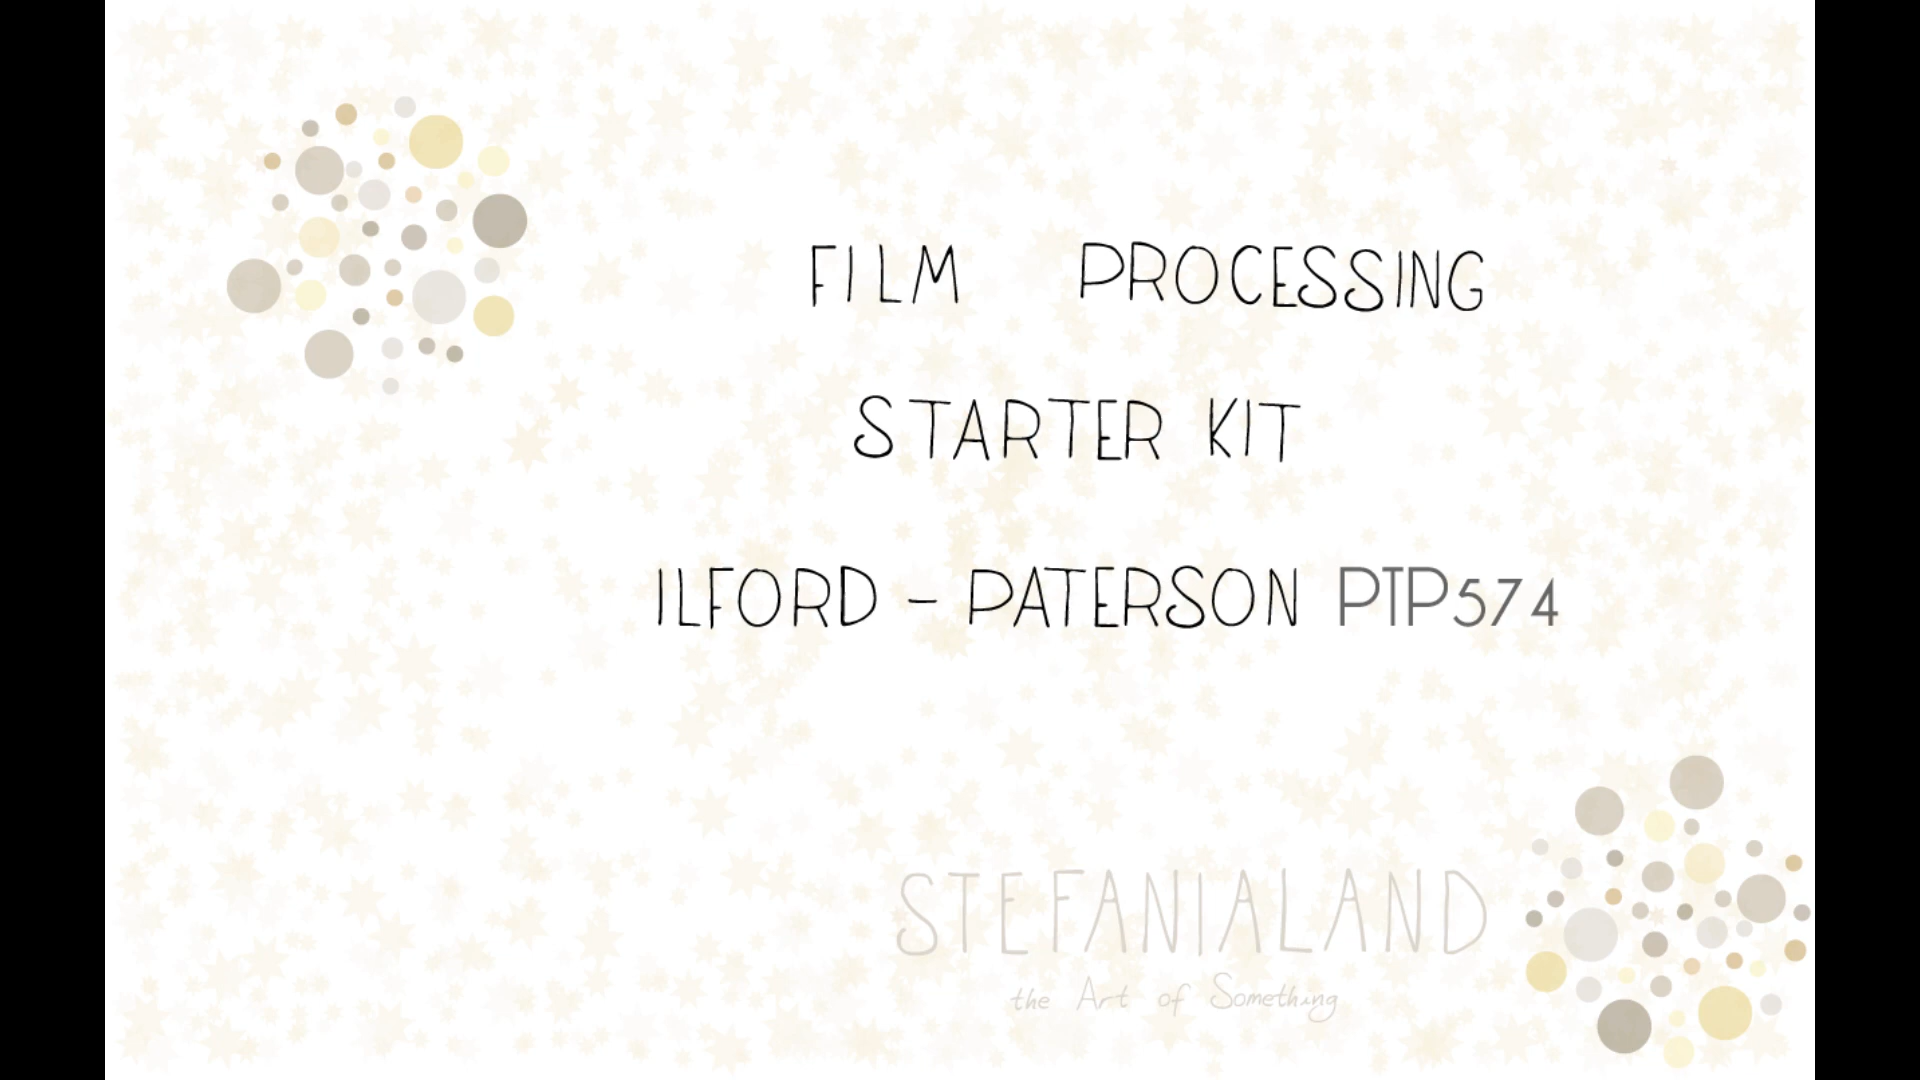 FILM PROCESSING
STARTER KIT
ILFORD - PATERSON PTP574
STEFANIALAND
the Art of Something